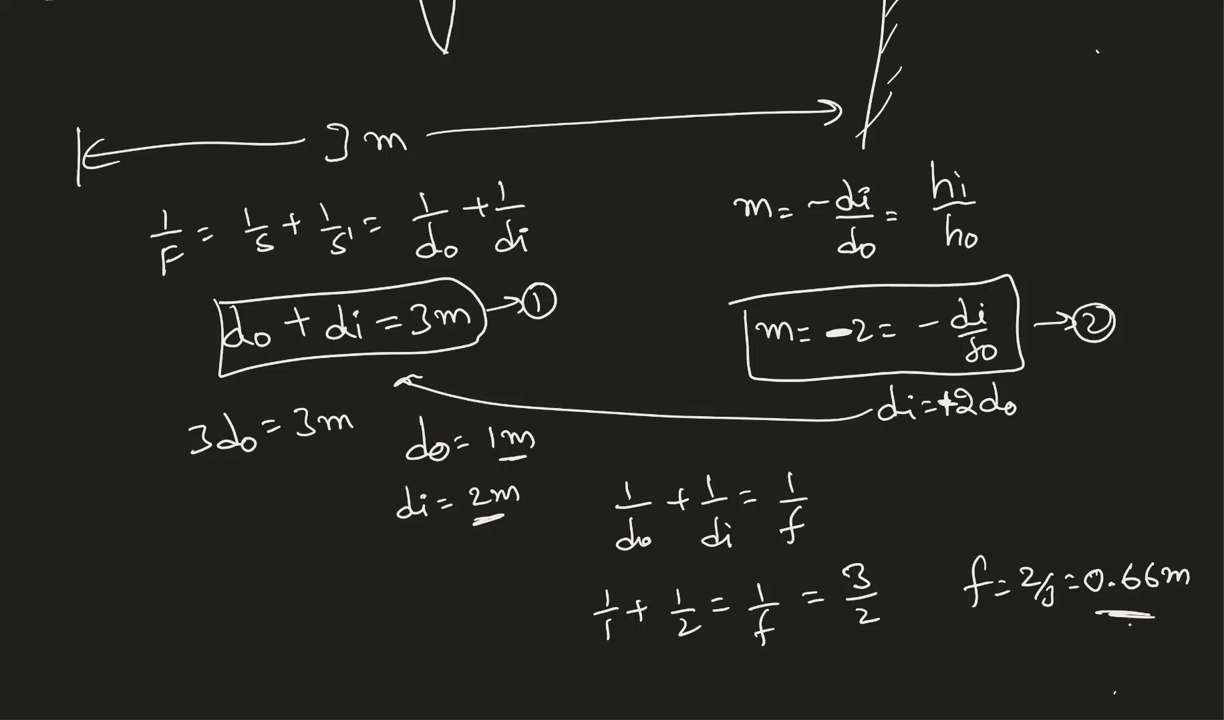 3 m
1/F = 1/s + 1/s' = 1/do + 1/di
m = -di/do = hi/ho
do + di = 3m → ①
m = -2 = -di/do → ②
di = +2do
3do = 3m
do = 1m
di = 2m
1/do + 1/di = 1/f
1/1 + 1/2 = 1/f = 3/2
f = 2/3 = 0.66m